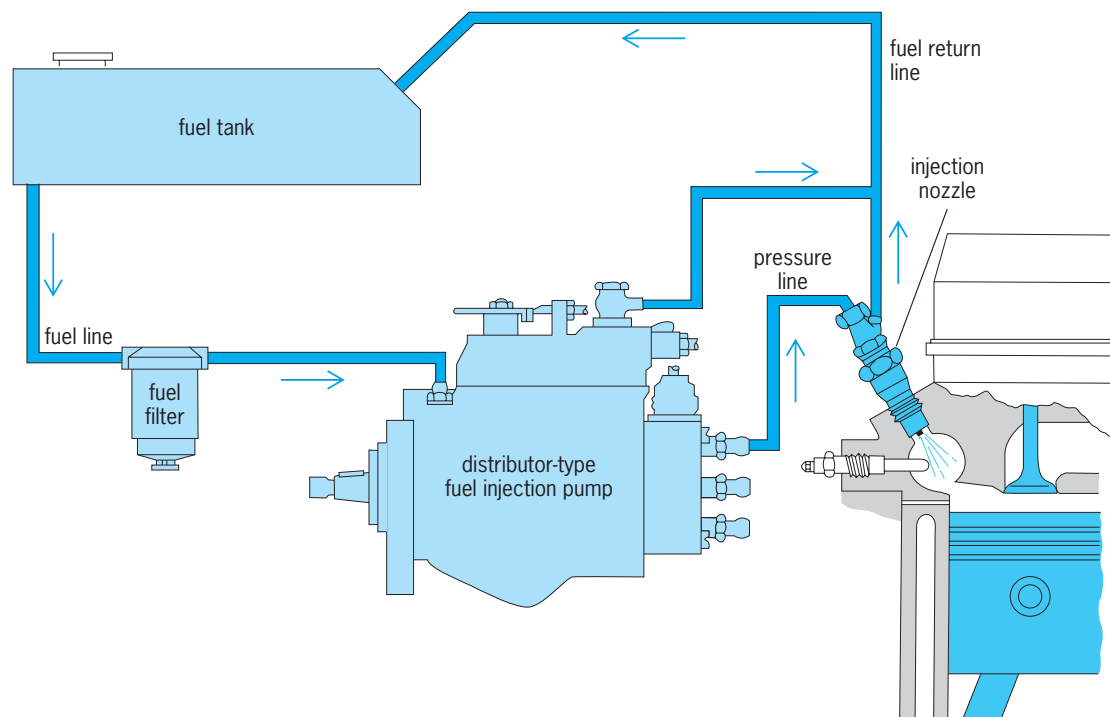 fuel return
line
fuel tank
injection
nozzle
pressure
line
fuel line
fuel
filter
distributor-type
fuel injection pump